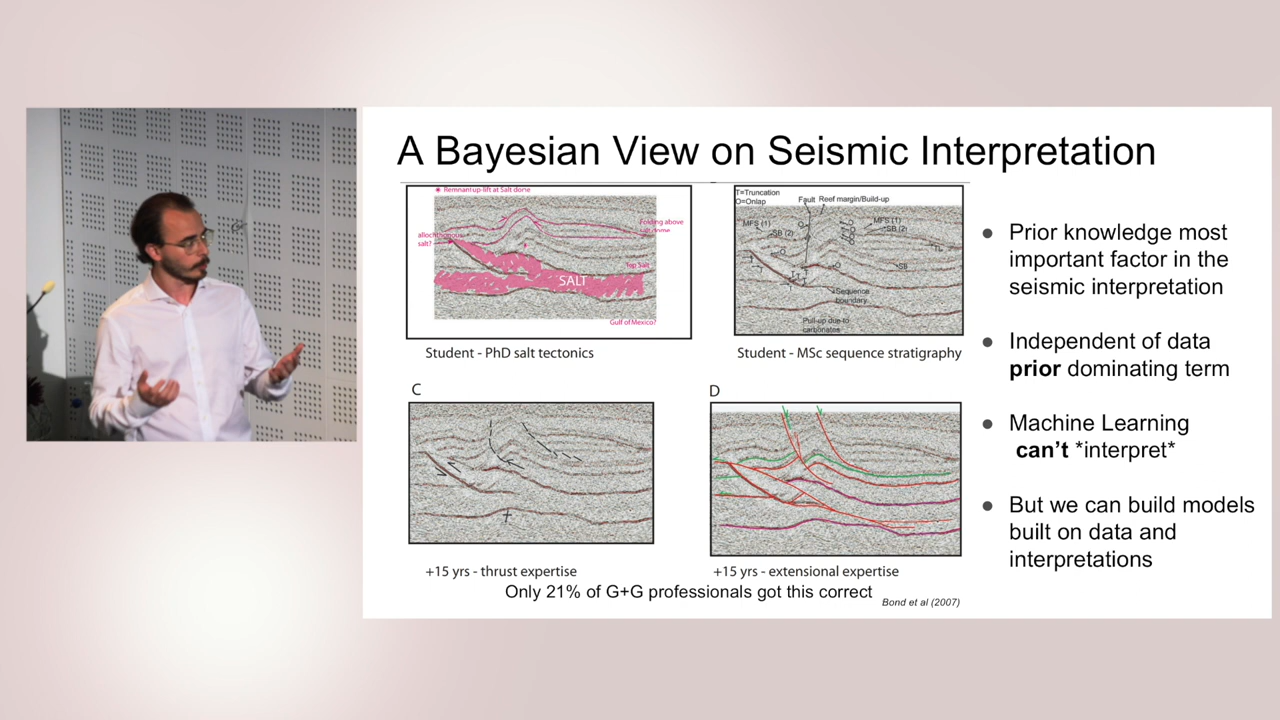 A Bayesian View on Seismic Interpretation
Remnant up-lift at Salt dome
allochthonous
salt?
Folding above
salt dome
Top Salt
SALT
Gulf of Mexico?
Student - PhD salt tectonics
T=Truncation
O=Onlap
Fault
Reef margin/Build-up
MFS (1)
SB (2)
MFS (1)
SB (2)
SB
Sequence
boundary
Pull-up due to
carbonates
Student - MSc sequence stratigraphy
C
+15 yrs - thrust expertise
D
+15 yrs - extensional expertise
Only 21% of G+G professionals got this correct
Bond et al (2007)
● Prior knowledge most
important factor in the
seismic interpretation
● Independent of data
prior dominating term
● Machine Learning
can't *interpret*
● But we can build models
built on data and
interpretations